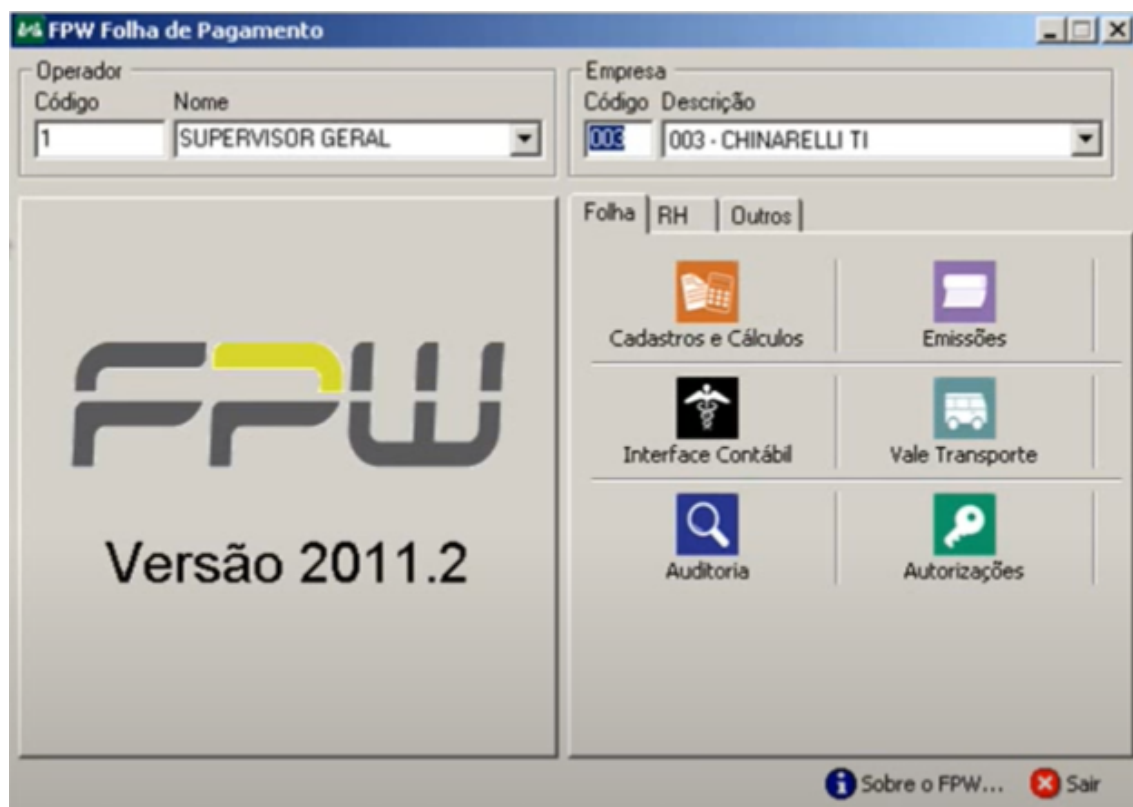 FPW Folha de Pagamento
Operador
Código Nome
1 SUPERVISOR GERAL
Empresa
Código Descrição
003 003 - CHINARELLI TI
FPW
Versão 2011.2
Folha RH Outros
Cadastros e Cálculos Emissões
Interface Contábil Vale Transporte
Auditoria Autorizações
Sobre o FPW... Sair